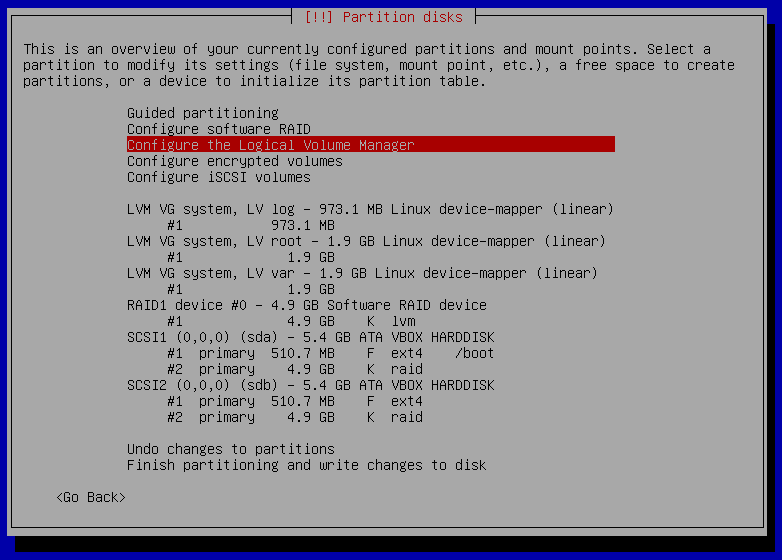 [!!] Partition disks
This is an overview of your currently configured partitions and mount points. Select a
partition to modify its settings (file system, mount point, etc.), a free space to create
partitions, or a device to initialize its partition table.
Guided partitioning
Configure software RAID
Configure the Logical Volume Manager
Configure encrypted volumes
Configure iSCSI volumes
LVM VG system, LV log - 973.1 MB Linux device-mapper (linear)
#1 973.1 MB
LVM VG system, LV root - 1.9 GB Linux device-mapper (linear)
#1 1.9 GB
LVM VG system, LV var - 1.9 GB Linux device-mapper (linear)
#1 1.9 GB
RAID1 device #0 - 4.9 GB Software RAID device
#1 4.9 GB K lvm
SCSI1 (0,0,0) (sda) - 5.4 GB ATA VBOX HARDDISK
#1 primary 510.7 MB F ext4 /boot
#2 primary 4.9 GB K raid
SCSI2 (0,0,0) (sdb) - 5.4 GB ATA VBOX HARDDISK
#1 primary 510.7 MB F ext4
#2 primary 4.9 GB K raid
Undo changes to partitions
Finish partitioning and write changes to disk
<Go Back>